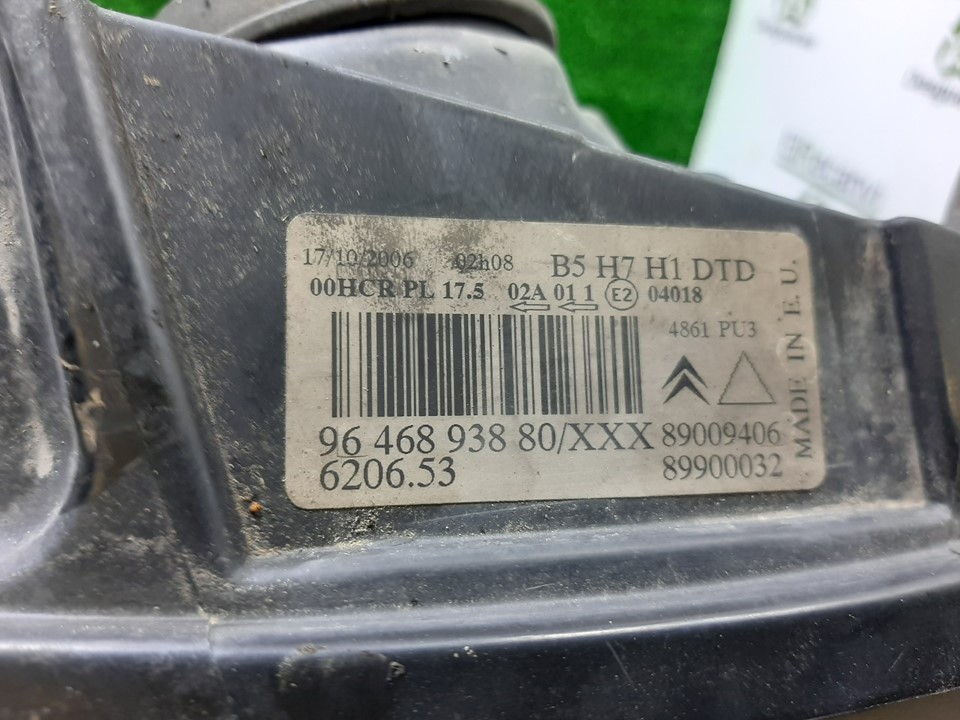 17/10/2006 02h08 B5 H7 H1 DTD
00HCR PL 17.5 02A 01 1 E2 04018
4861 PU3
96 468 938 80/XXX 89009406
6206.53 89900032
MADE IN E.U.